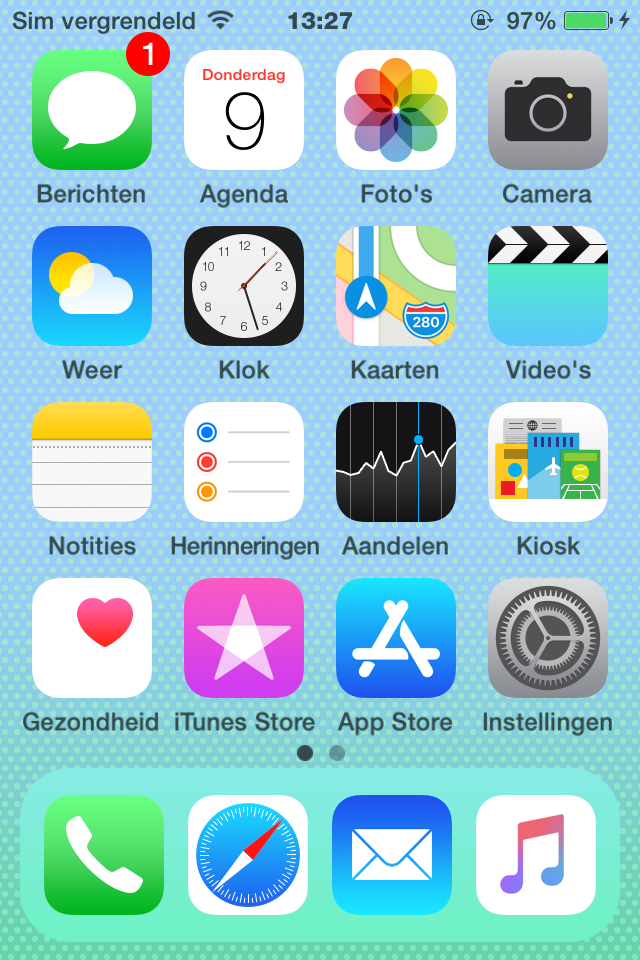 Sim vergrendeld 13:27 97%
1
Donderdag
9
Berichten Agenda Foto's Camera
12 1 2 3 4 5 6 7 8 9 10 11
280
Weer Klok Kaarten Video's
Notities Herinneringen Aandelen Kiosk
Gezondheid iTunes Store App Store Instellingen